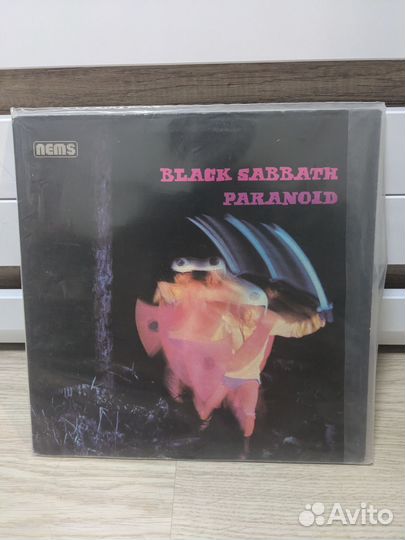 nems
BLACK SABBATH
PARANOID
Avito